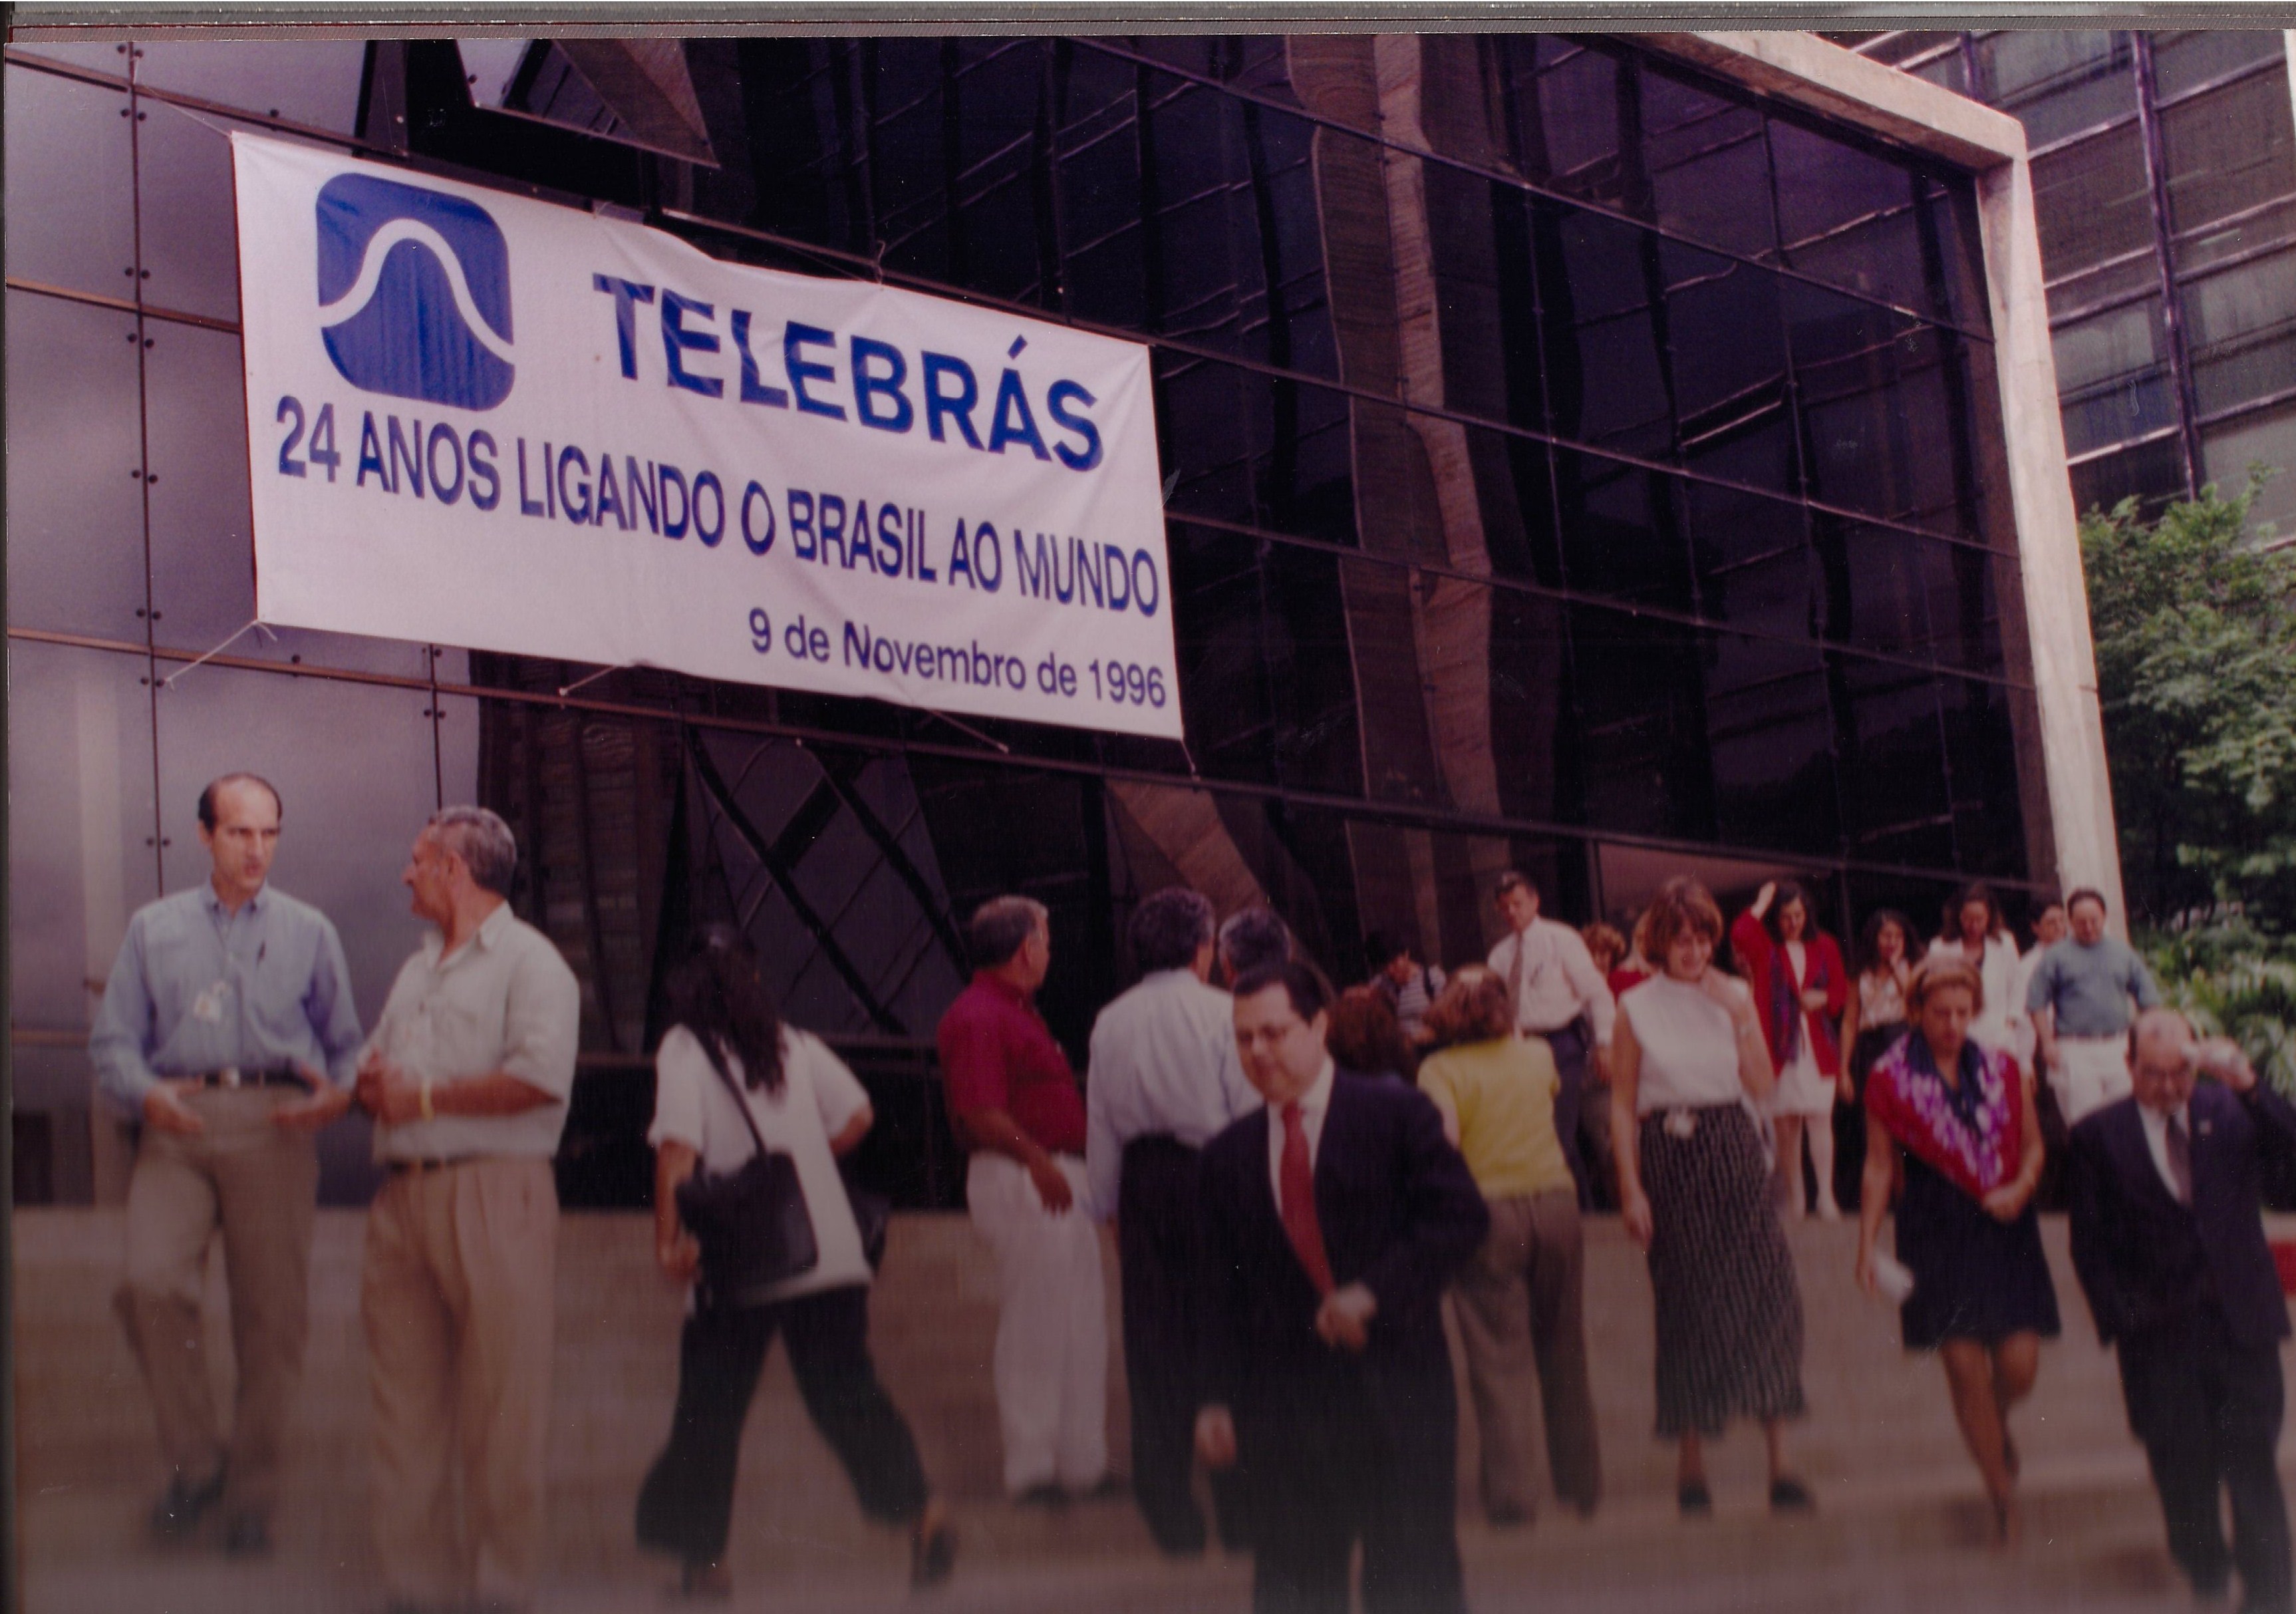 TELEBRÁS
24 ANOS LIGANDO O BRASIL AO MUNDO
9 de Novembro de 1996